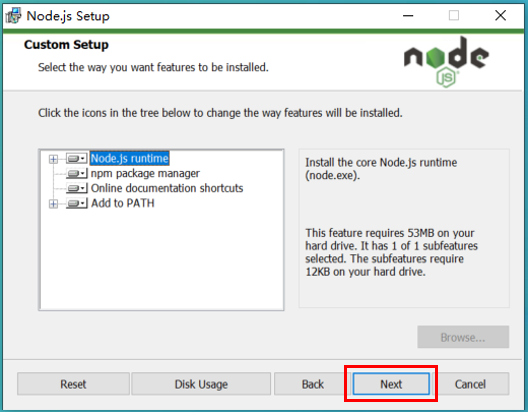 Node.js Setup
Custom Setup
Select the way you want features to be installed.
node
JS
Click the icons in the tree below to change the way features will be installed.
Node.js runtime
npm package manager
Online documentation shortcuts
Add to PATH
Install the core Node.js runtime
(node.exe).
This feature requires 53MB on your
hard drive. It has 1 of 1 subfeatures
selected. The subfeatures require
12KB on your hard drive.
Browse...
Reset
Disk Usage
Back
Next
Cancel